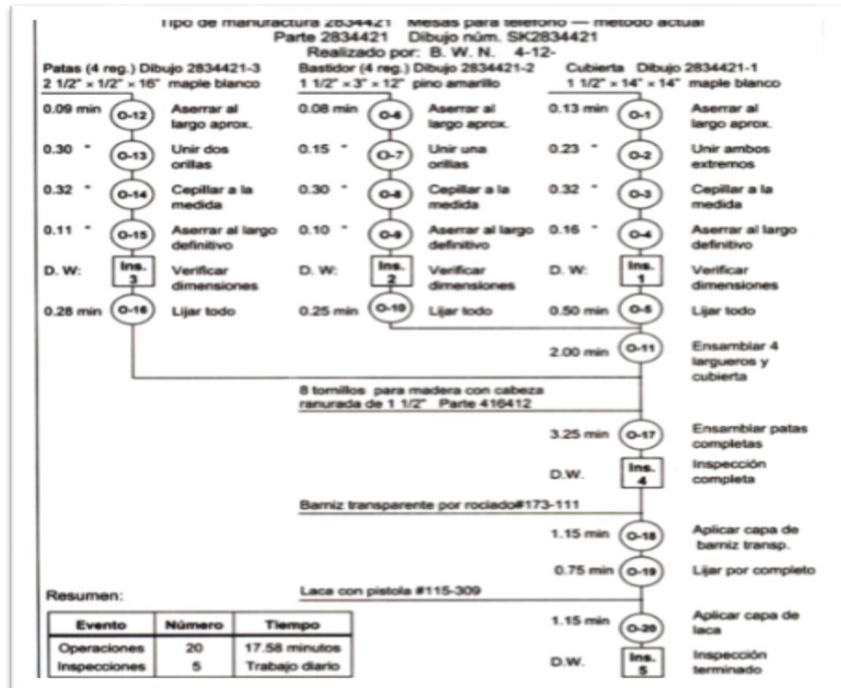 Tipo de manufactura 2834421 Mesas para teléfono — método actual
Parte 2834421 Dibujo núm. SK2834421
Realizado por: B. W. N. 4-12-
Patas (4 reg.) Dibujo 2834421-3
2 1/2" × 1/2" × 16" maple blanco
Bastidor (4 reg.) Dibujo 2834421-2
1 1/2" × 3" × 12" pino amarillo
Cubierta Dibujo 2834421-1
1 1/2" × 14" × 14" maple blanco
0.09 min O-12 Aserrar al largo aprox.
0.30 " O-13 Unir dos orillas
0.32 " O-14 Cepillar a la medida
0.11 " O-15 Aserrar al largo definitivo
D. W: Ins. 3 Verificar dimensiones
0.28 min O-16 Lijar todo
0.08 min O-6 Aserrar al largo aprox.
0.15 " O-7 Unir una orillas
0.30 " O-8 Cepillar a la medida
0.10 " O-9 Aserrar al largo definitivo
D. W: Ins. 2 Verificar dimensiones
0.25 min O-10 Lijar todo
0.13 min O-1 Aserrar al largo aprox.
0.23 " O-2 Unir ambos extremos
0.32 " O-3 Cepillar a la medida
0.16 " O-4 Aserrar al largo definitivo
D. W: Ins. 1 Verificar dimensiones
0.50 min O-5 Lijar todo
2.00 min O-11 Ensamblar 4 largueros y cubierta
8 tornillos para madera con cabeza
ranurada de 1 1/2" Parte 416412
3.25 min O-17 Ensamblar patas completas
D.W. Ins. 4 Inspección completa
Barniz transparente por rociado#173-111
1.15 min O-18 Aplicar capa de barniz transp.
0.75 min O-19 Lijar por completo
Laca con pistola #115-309
1.15 min O-20 Aplicar capa de laca
D.W. Ins. 5 Inspección terminado
Resumen:
Evento Número Tiempo
Operaciones 20 17.58 minutos
Inspecciones 5 Trabajo diario